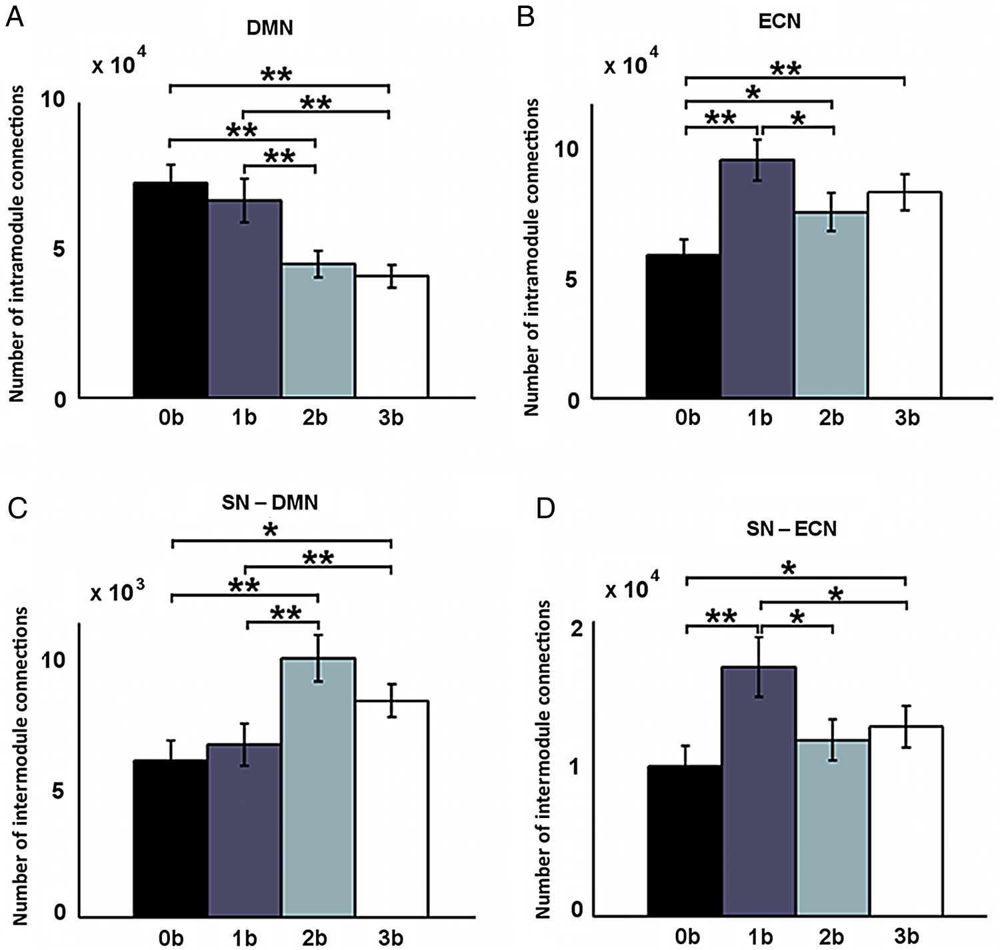 A
DMN
x 10^4
**
**
**
**
10
5
0
Number of intramodule connections
0b 1b 2b 3b
B
ECN
x 10^4
**
*
** *
10
5
0
Number of intramodule connections
0b 1b 2b 3b
C
SN – DMN
*
**
**
**
x 10^3
10
5
0
Number of intermodule connections
0b 1b 2b 3b
D
SN – ECN
x 10^4
*
*
** *
2
1
0
Number of intermodule connections
0b 1b 2b 3b